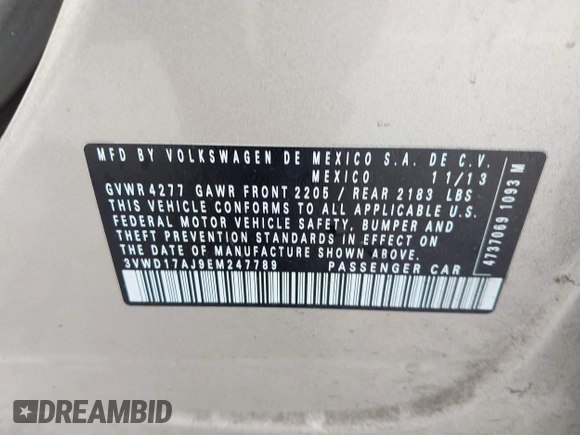 MFD BY VOLKSWAGEN DE MEXICO S.A. DE C.V.
MEXICO 11/13
GVWR 4277 GAWR FRONT 2205 / REAR 2183 LBS
THIS VEHICLE CONFORMS TO ALL APPLICABLE U.S.
FEDERAL MOTOR VEHICLE SAFETY, BUMPER AND
THEFT PREVENTION STANDARDS IN EFFECT ON
THE DATE OF MANUFACTURE SHOWN ABOVE.
3VWD17AJ9EM247789 PASSENGER CAR
4737069 1093 M
DREAMBID